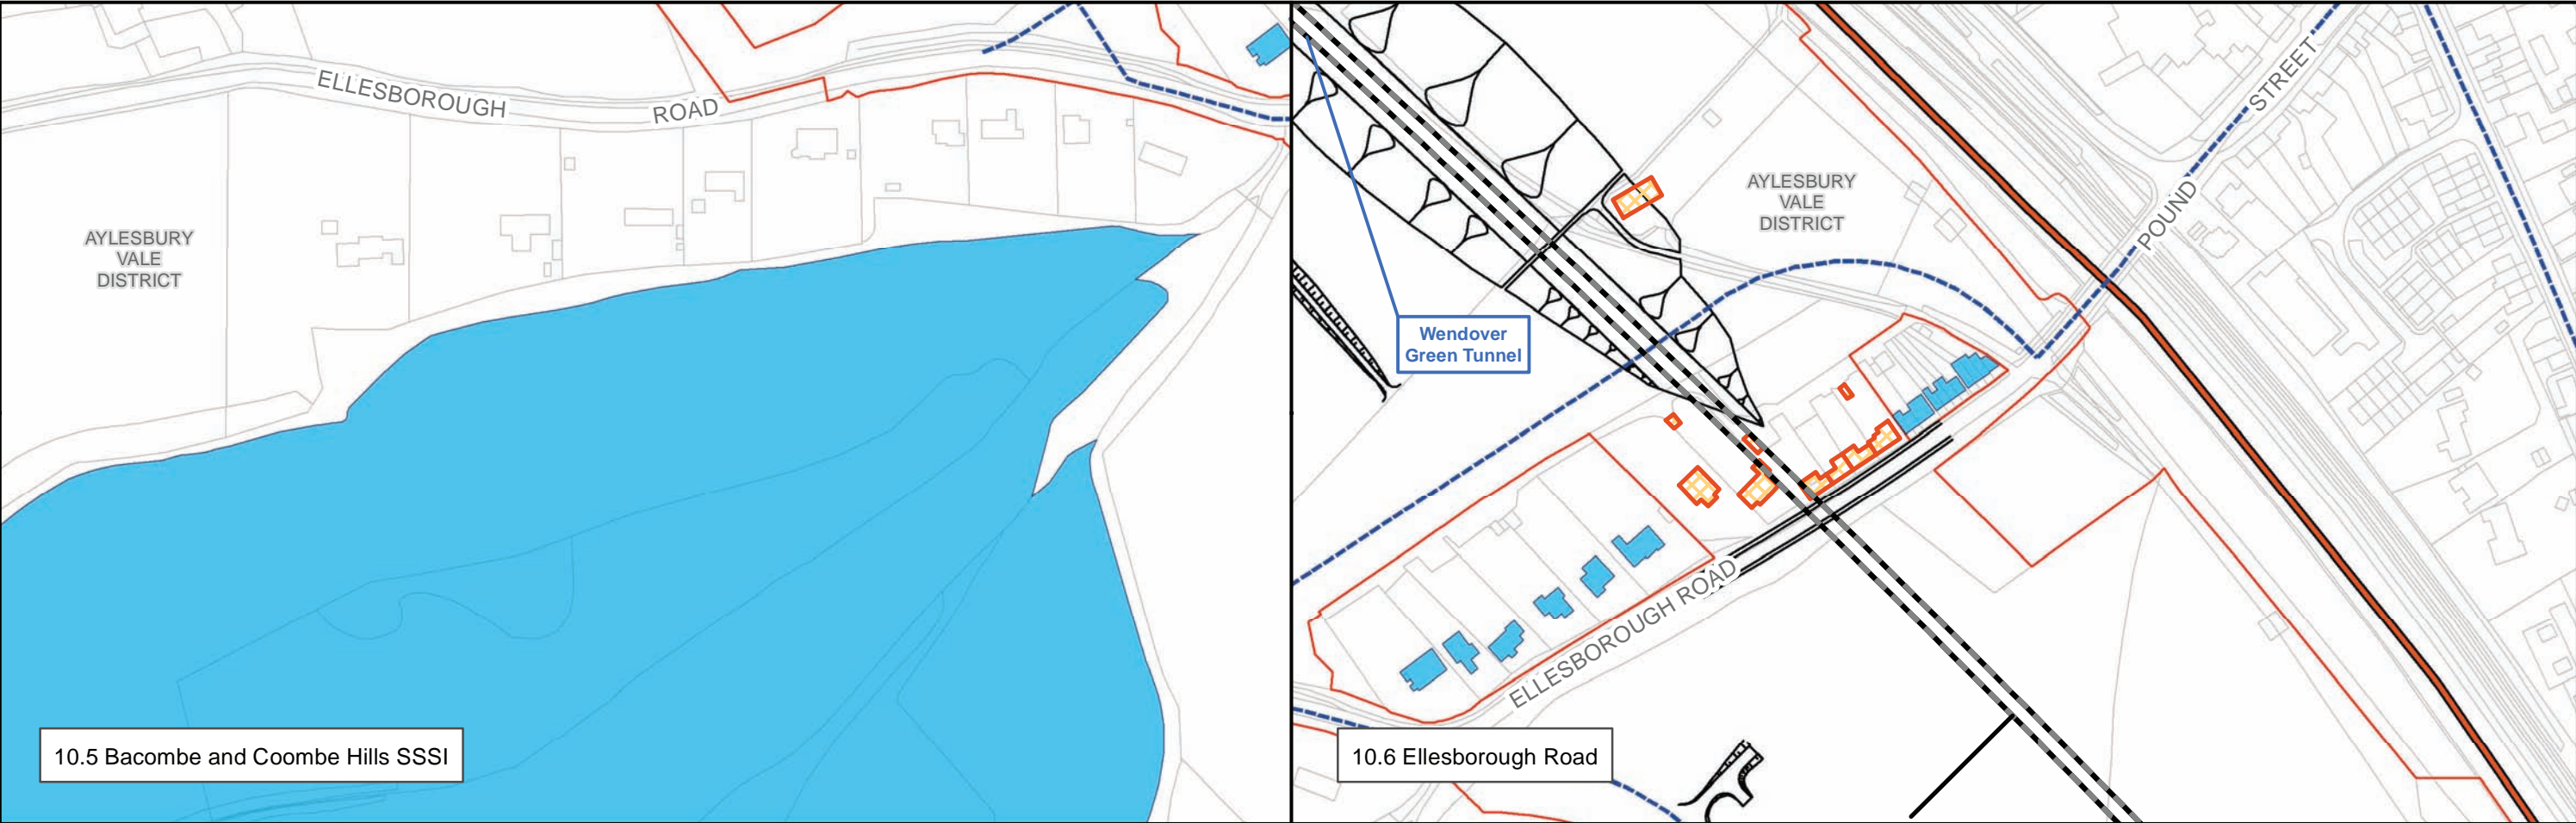 ELLESBOROUGH ROAD
AYLESBURY
VALE
DISTRICT
10.5 Bacombe and Coombe Hills SSSI
POUND STREET
AYLESBURY
VALE
DISTRICT
Wendover
Green Tunnel
ELLESBOROUGH ROAD
10.6 Ellesborough Road